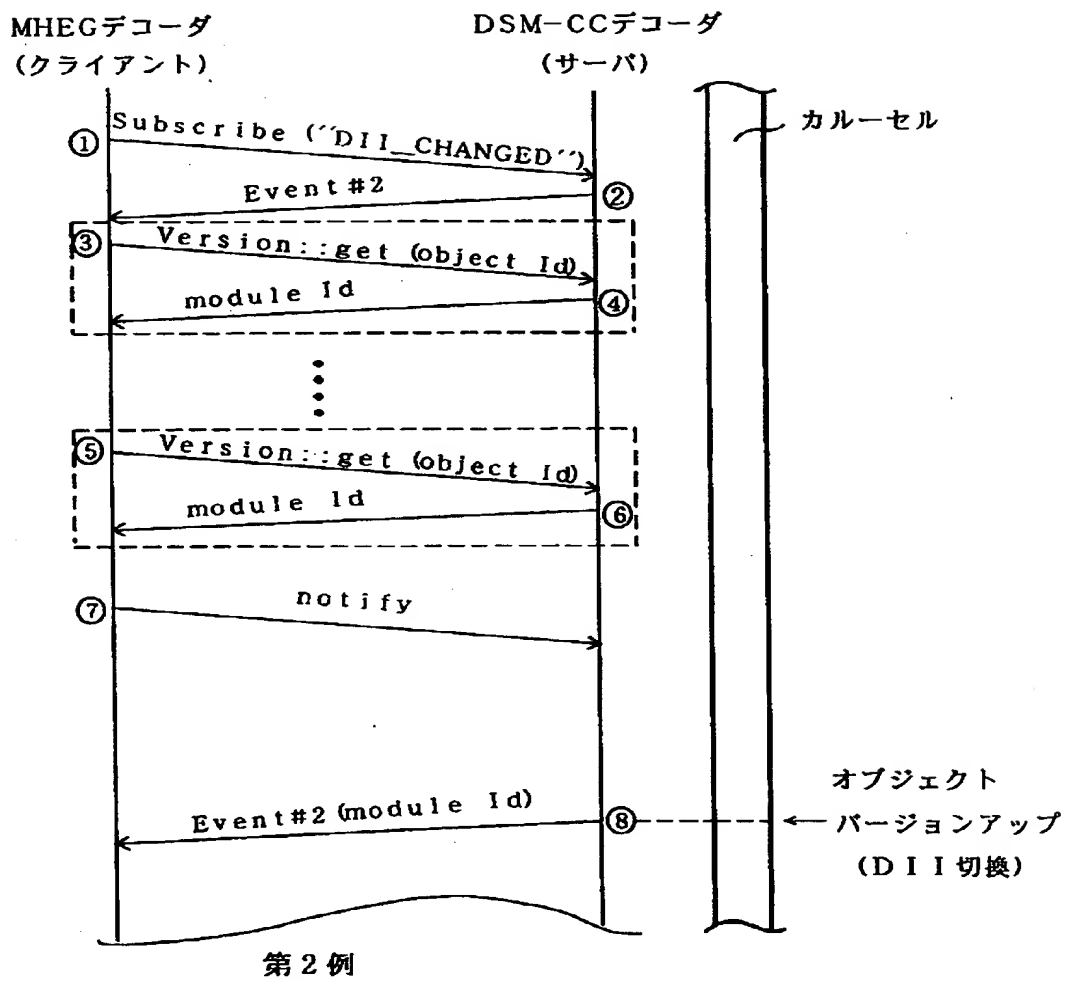 MHEGデコーダ
(クライアント)
DSM-CCデコーダ
(サーバ)
カルーセル
① Subscribe (″DII_CHANGED″)
Event#2 ②
③ Version::get (object Id)
module Id ④
⑤ Version::get (object Id)
module Id ⑥
⑦ notify
Event#2 (module Id) ⑧
オブジェクト
バージョンアップ
(DII切換)
第2例